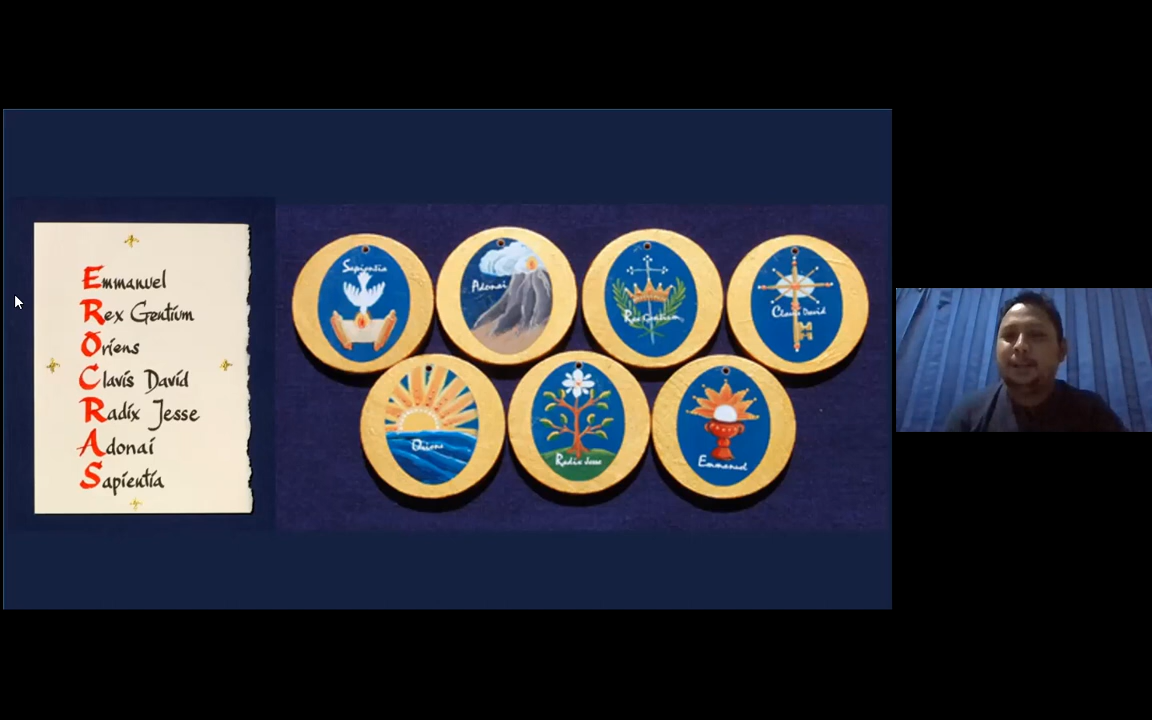 Emmanuel
Rex Gentium
Oriens
Clavis David
Radix Jesse
Adonai
Sapientia
Sapientia
Adonai
Rex Gentium
Clavis David
Oriens
Radix Jesse
Emmanuel